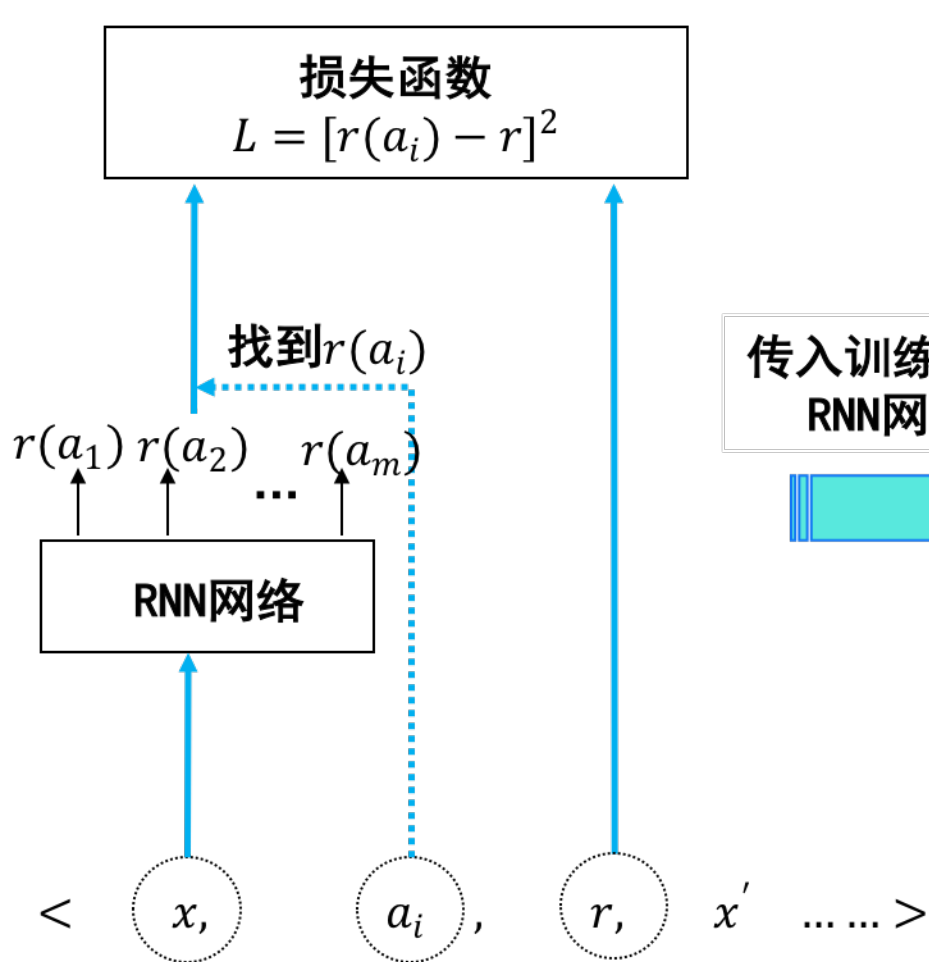 损失函数
L = [r(a_i) − r]^2
找到r(a_i)
传入训练
RNN网
r(a_1) r(a_2) ... r(a_m)
RNN网络
< x, a_i , r, x′ … … >